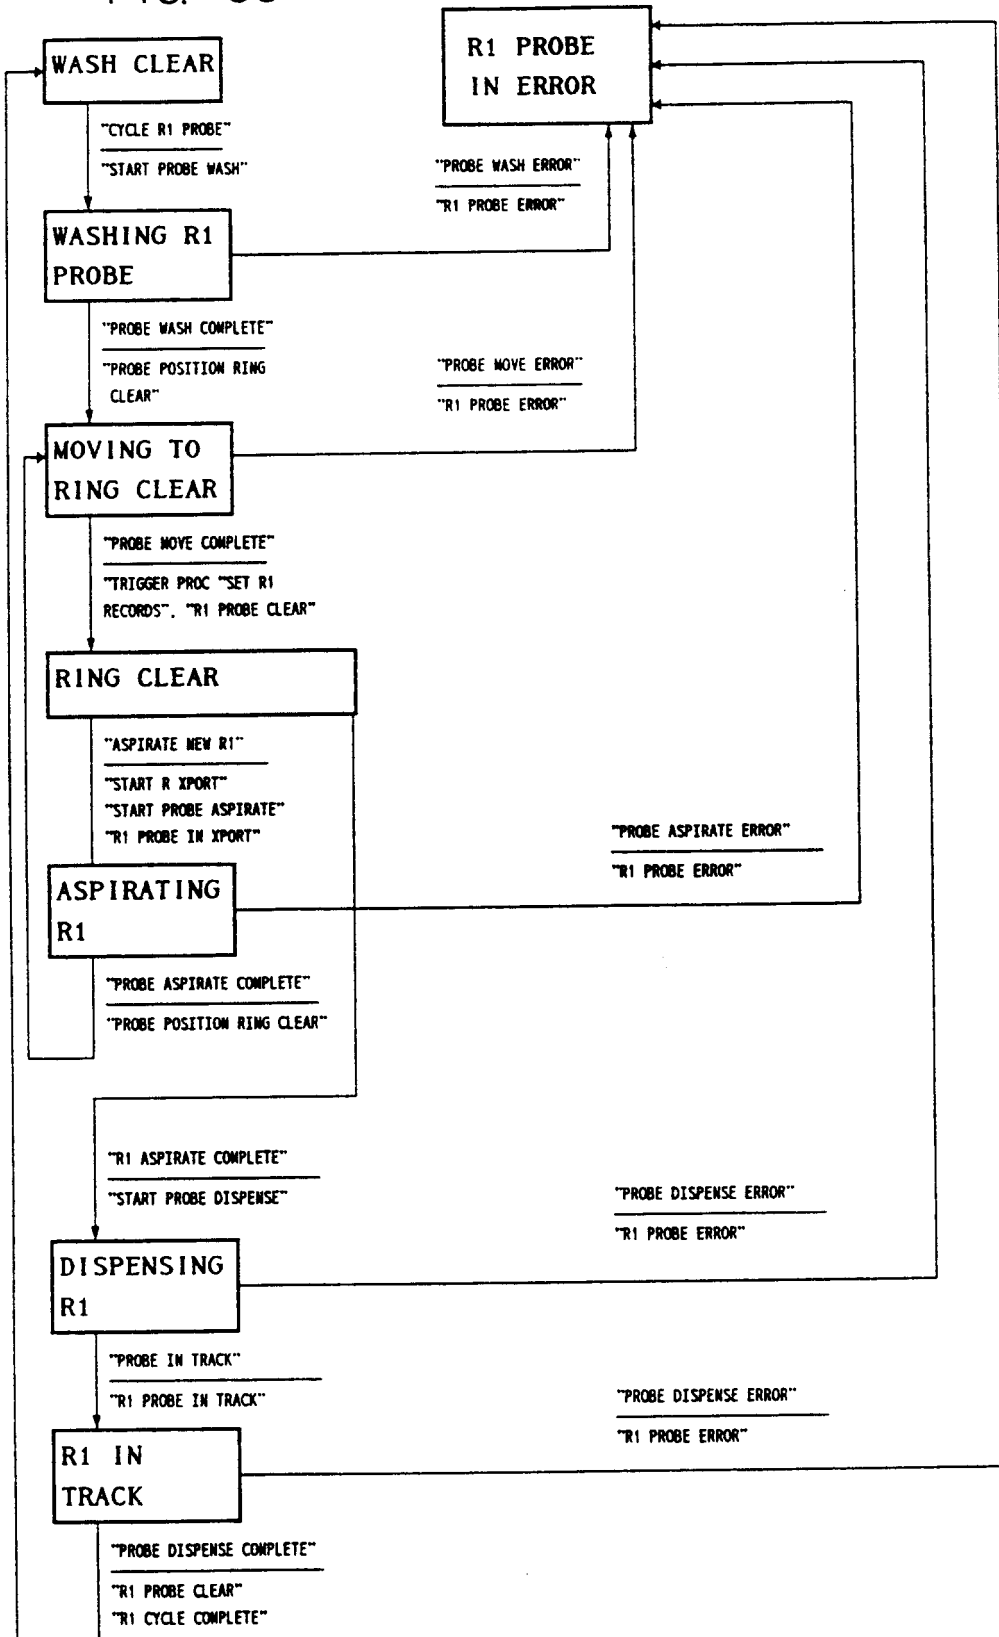 WASH CLEAR
R1 PROBE
IN ERROR
"CYCLE R1 PROBE"
"START PROBE WASH"
"PROBE WASH ERROR"
"R1 PROBE ERROR"
WASHING R1
PROBE
"PROBE WASH COMPLETE"
"PROBE POSITION RING
CLEAR"
"PROBE MOVE ERROR"
"R1 PROBE ERROR"
MOVING TO
RING CLEAR
"PROBE MOVE COMPLETE"
"TRIGGER PROC "SET R1
RECORDS", "R1 PROBE CLEAR"
RING CLEAR
"ASPIRATE NEW R1"
"START R XPORT"
"START PROBE ASPIRATE"
"R1 PROBE IN XPORT"
"PROBE ASPIRATE ERROR"
"R1 PROBE ERROR"
ASPIRATING
R1
"PROBE ASPIRATE COMPLETE"
"PROBE POSITION RING CLEAR"
"R1 ASPIRATE COMPLETE"
"START PROBE DISPENSE"
"PROBE DISPENSE ERROR"
"R1 PROBE ERROR"
DISPENSING
R1
"PROBE IN TRACK"
"R1 PROBE IN TRACK"
"PROBE DISPENSE ERROR"
"R1 PROBE ERROR"
R1 IN
TRACK
"PROBE DISPENSE COMPLETE"
"R1 PROBE CLEAR"
"R1 CYCLE COMPLETE"